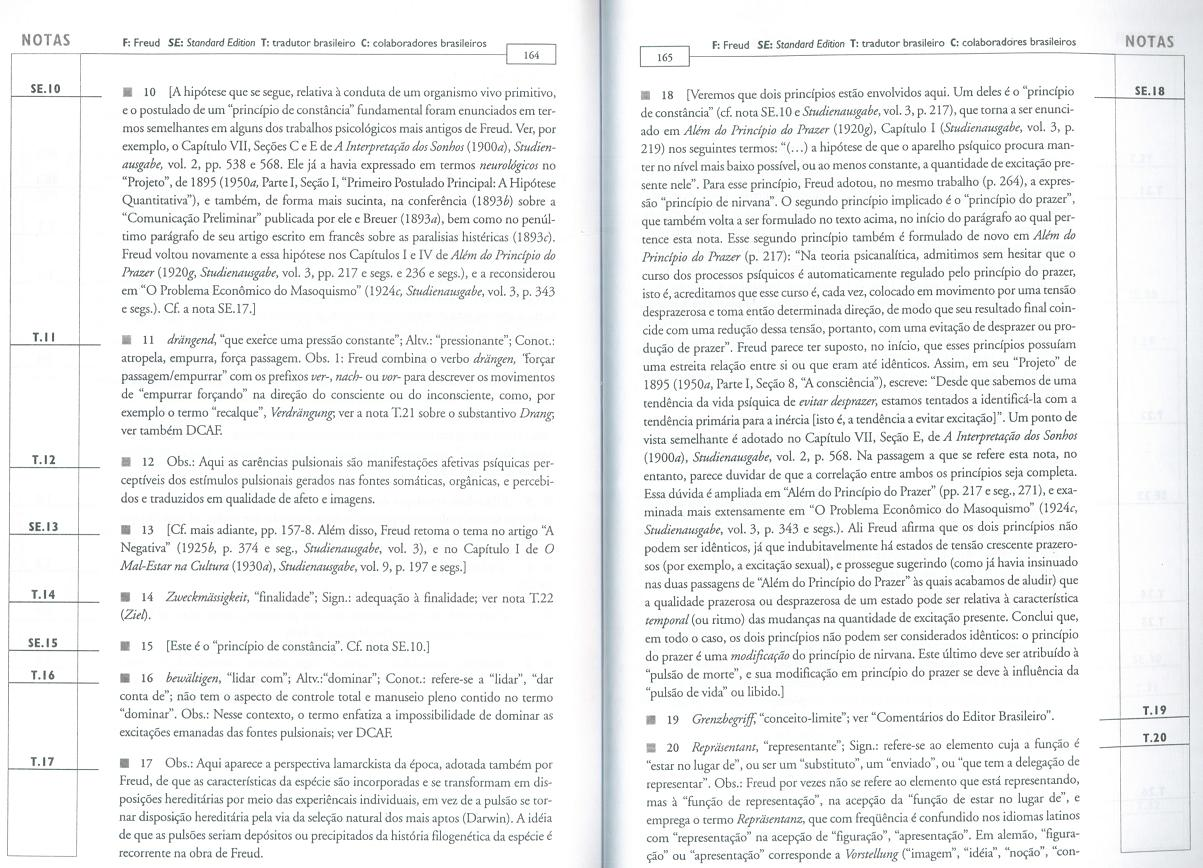 NOTAS
F: Freud SE: Standard Edition T: tradutor brasileiro C: colaboradores brasileiros
164
SE.10
10 [A hipótese que se segue, relativa à conduta de um organismo vivo primitivo,
e o postulado de um “princípio de constância” fundamental foram enunciados em ter-
mos semelhantes em alguns dos trabalhos psicológicos mais antigos de Freud. Ver, por
exemplo, o Capítulo VII, Seções C e E de A Interpretação dos Sonhos (1900a), Studien-
ausgabe, vol. 2, pp. 538 e 568. Ele já a havia expressado em termos neurológicos no
“Projeto”, de 1895 (1950a, Parte I, Seção I, “Primeiro Postulado Principal: A Hipótese
Quantitativa”), e também, de forma mais sucinta, na conferência (1893b) sobre a
“Comunicação Preliminar” publicada por ele e Breuer (1893a), bem como no penúl-
timo parágrafo de seu artigo escrito em francês sobre as paralisias histéricas (1893c).
Freud voltou novamente a essa hipótese nos Capítulos I e IV de Além do Princípio do
Prazer (1920g, Studienausgabe, vol. 3, pp. 217 e segs. e 236 e segs.), e a reconsiderou
em “O Problema Econômico do Masoquismo” (1924c, Studienausgabe, vol. 3, p. 343
e segs.). Cf. a nota SE.17.]
T.11
11 drängend, “que exerce uma pressão constante”; Altv.: “pressionante”; Conot.:
atropela, empurra, força passagem. Obs. 1: Freud combina o verbo drängen, “forçar
passagem/empurrar” com os prefixos ver-, nach- ou vor- para descrever os movimentos
de “empurrar forçando” na direção do consciente ou do inconsciente, como, por
exemplo o termo “recalque”, Verdrängung; ver a nota T.21 sobre o substantivo Drang;
ver também DCAF.
T.12
12 Obs.: Aqui as carências pulsionais são manifestações afetivas psíquicas per-
ceptíveis dos estímulos pulsionais gerados nas fontes somáticas, orgânicas, e percebi-
dos e traduzidos em qualidade de afeto e imagens.
SE.13
13 [Cf. mais adiante, pp. 157-8. Além disso, Freud retoma o tema no artigo “A
Negativa” (1925b, p. 374 e seg., Studienausgabe, vol. 3), e no Capítulo I de O
Mal-Estar na Cultura (1930a), Studienausgabe, vol. 9, p. 197 e segs.]
T.14
14 Zweckmässigkeit, “finalidade”; Sign.: adequação à finalidade; ver nota T.22
(Ziel).
SE.15
15 [Este é o “princípio de constância”. Cf. nota SE.10.]
T.16
16 bewältigen, “lidar com”; Altv.:“dominar”; Conot.: refere-se a “lidar”, “dar
conta de”; não tem o aspecto de controle total e manuseio pleno contido no termo
“dominar”. Obs.: Nesse contexto, o termo enfatiza a impossibilidade de dominar as
excitações emanadas das fontes pulsionais; ver DCAF.
T.17
17 Obs.: Aqui aparece a perspectiva lamarckista da época, adotada também por
Freud, de que as características da espécie são incorporadas e se transformam em dis-
posições hereditárias por meio das experiêncais individuais, em vez de a pulsão se tor-
nar disposição hereditária pela via da seleção natural dos mais aptos (Darwin). A idéia
de que as pulsões seriam depósitos ou precipitados da história filogenética da espécie é
recorrente na obra de Freud.
165
F: Freud SE: Standard Edition T: tradutor brasileiro C: colaboradores brasileiros
NOTAS
SE.18
18 [Veremos que dois princípios estão envolvidos aqui. Um deles é o “princípio
de constância” (cf. nota SE.10 e Studienausgabe, vol. 3, p. 217), que torna a ser enunci-
ado em Além do Princípio do Prazer (1920g), Capítulo I (Studienausgabe, vol. 3, p.
219) nos seguintes termos: “(…) a hipótese de que o aparelho psíquico procura man-
ter no nível mais baixo possível, ou ao menos constante, a quantidade de excitação pre-
sente nele”. Para esse princípio, Freud adotou, no mesmo trabalho (p. 264), a expres-
são “princípio de nirvana”. O segundo princípio implicado é o “princípio do prazer”,
que também volta a ser formulado no texto acima, no início do parágrafo ao qual per-
tence esta nota. Esse segundo princípio também é formulado de novo em Além do
Princípio do Prazer (p. 217): “Na teoria psicanalítica, admitimos sem hesitar que o
curso dos processos psíquicos é automaticamente regulado pelo princípio do prazer,
isto é, acreditamos que esse curso é, cada vez, colocado em movimento por uma tensão
desprazerosa e toma então determinada direção, de modo que seu resultado final coin-
cide com uma redução dessa tensão, portanto, com uma evitação de desprazer ou pro-
dução de prazer”. Freud parece ter suposto, no início, que esses princípios possuíam
uma estreita relação entre si ou que eram até idênticos. Assim, em seu “Projeto” de
1895 (1950a, Parte I, Seção 8, “A consciência”), escreve: “Desde que sabemos de uma
tendência da vida psíquica de evitar desprazer, estamos tentados a identificá-la com a
tendência primária para a inércia [isto é, a tendência a evitar excitação]”. Um ponto de
vista semelhante é adotado no Capítulo VII, Seção E, de A Interpretação dos Sonhos
(1900a), Studienausgabe, vol. 2, p. 568. Na passagem a que se refere esta nota, no
entanto, parece duvidar de que a correlação entre ambos os princípios seja completa.
Essa dúvida é ampliada em “Além do Princípio do Prazer” (pp. 217 e seg., 271), e exa-
minada mais extensamente em “O Problema Econômico do Masoquismo” (1924c,
Studienausgabe, vol. 3, p. 343 e segs.). Ali Freud afirma que os dois princípios não
podem ser idênticos, já que indubitavelmente há estados de tensão crescente prazero-
sos (por exemplo, a excitação sexual), e prossegue sugerindo (como já havia insinuado
nas duas passagens de “Além do Princípio do Prazer” às quais acabamos de aludir) que
a qualidade prazerosa ou desprazerosa de um estado pode ser relativa à característica
temporal (ou ritmo) das mudanças na quantidade de excitação presente. Conclui que,
em todo o caso, os dois princípios não podem ser considerados idênticos: o princípio
do prazer é uma modificação do princípio de nirvana. Este último deve ser atribuído à
“pulsão de morte”, e sua modificação em princípio do prazer se deve à influência da
“pulsão de vida” ou libido.]
T.19
19 Grenzbegriff, “conceito-limite”; ver “Comentários do Editor Brasileiro”.
T.20
20 Repräsentant, “representante”; Sign.: refere-se ao elemento cuja a função é
“estar no lugar de”, ou ser um “substituto”, um “enviado”, ou “que tem a delegação de
representar”. Obs.: Freud por vezes não se refere ao elemento que está representando,
mas à “função de representação”, na acepção da “função de estar no lugar de”, e
emprega o termo Repräsentanz, que com freqüência é confundido nos idiomas latinos
com “representação” na acepção de “figuração”, “apresentação”. Em alemão, “figura-
ção” ou “apresentação” corresponde a Vorstellung (“imagem”, “idéia”, “noção”, “con-